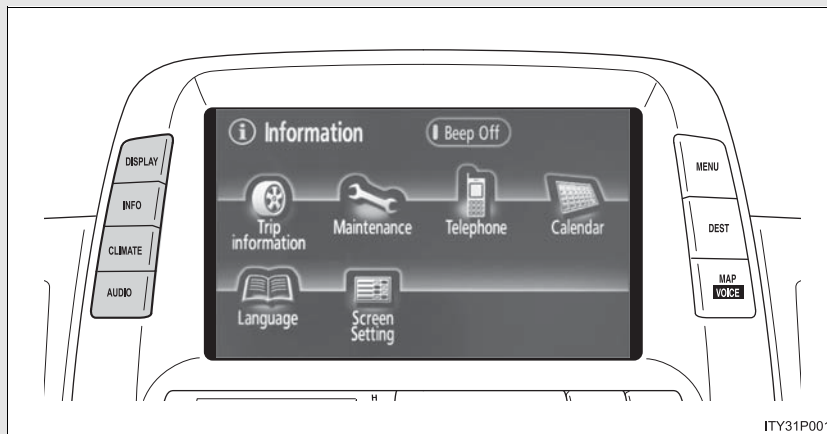 Information
Beep Off
DISPLAY
INFO
CLIMATE
AUDIO
MENU
DEST
MAP
VOICE
Trip
information
Maintenance
Telephone
Calendar
Language
Screen
Setting
H
ITY31P001